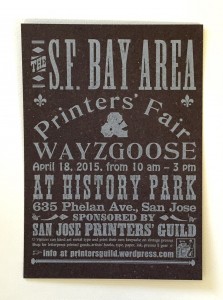 THE S.F. BAY AREA
Printers' Fair
&
WAYZGOOSE
April 18, 2015. from 10 am – 3 pm
AT HISTORY PARK
635 Phelan Ave., San Jose
SPONSORED BY
SAN JOSE PRINTERS' GUILD
info at printersguild.wordpress.com